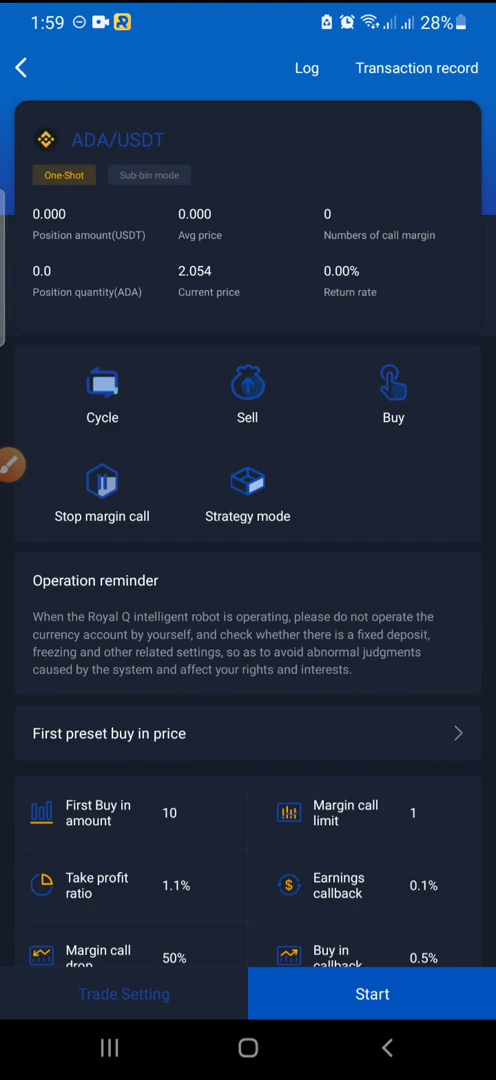 1:59 28%
Log Transaction record
ADA/USDT
One-Shot Sub-bin mode
0.000 0.000 0
Position amount(USDT) Avg price Numbers of call margin
0.0 2.054 0.00%
Position quantity(ADA) Current price Return rate
Cycle Sell Buy
Stop margin call Strategy mode
Operation reminder
When the Royal Q intelligent robot is operating, please do not operate the
currency account by yourself, and check whether there is a fixed deposit,
freezing and other related settings, so as to avoid abnormal judgments
caused by the system and affect your rights and interests.
First preset buy in price
First Buy in
amount
10
Margin call
limit
1
Take profit
ratio
1.1%
Earnings
callback
0.1%
Margin call
drop
50%
Buy in
callback
0.5%
Trade Setting Start